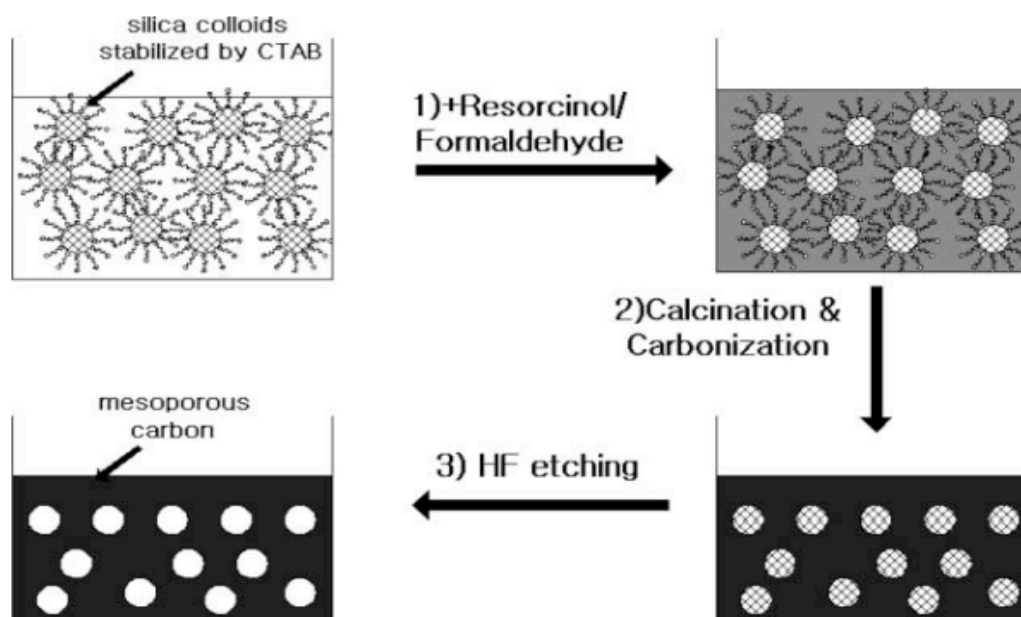 silica colloids
stabilized by CTAB
1)+Resorcinol/
Formaldehyde
2)Calcination &
Carbonization
mesoporous
carbon
3) HF etching